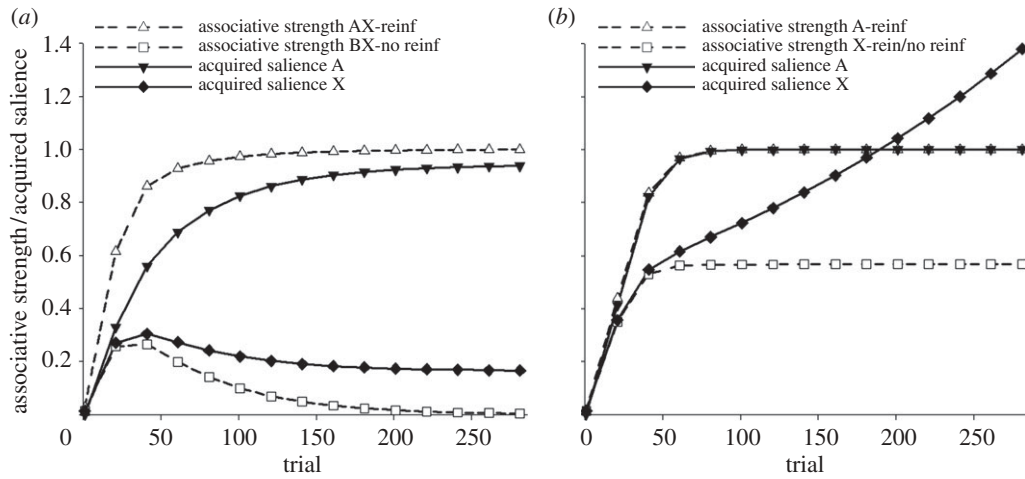 (a)
associative strength AX-reinf
associative strength BX-no reinf
acquired salience A
acquired salience X
associative strength/acquired salience
1.4
1.2
1.0
0.8
0.6
0.4
0.2
0 50 100 150 200 250
trial
(b)
associative strength A-reinf
associative strength X-rein/no reinf
acquired salience A
acquired salience X
0 50 100 150 200 250
trial